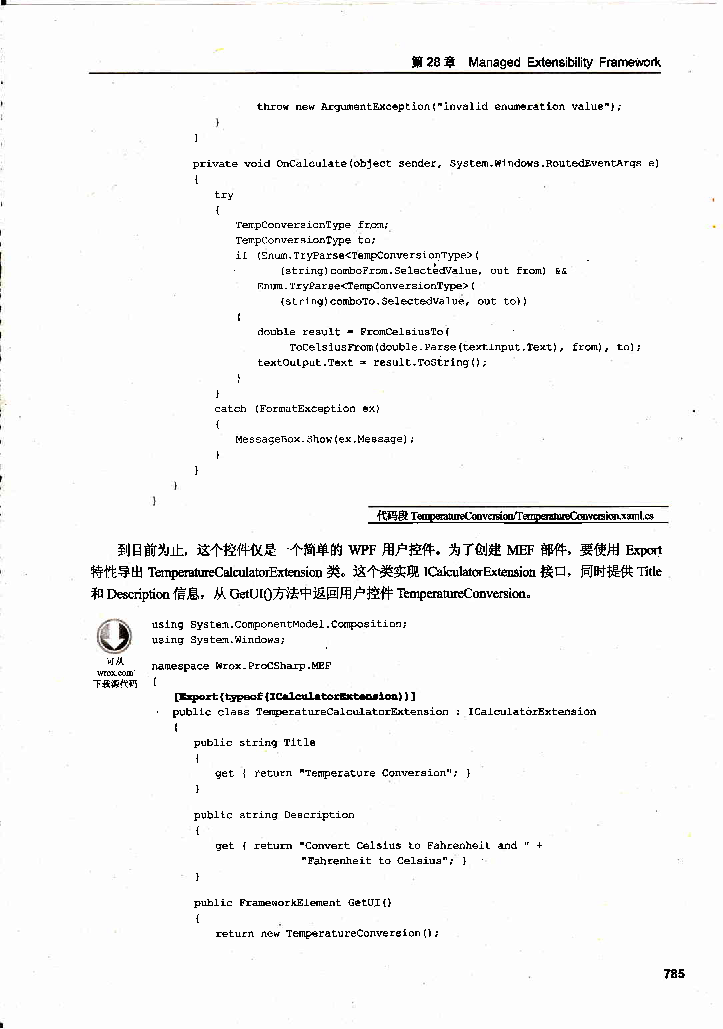 第 28 章 Managed Extensibility Framework
throw new ArgumentException("invalid enumeration value");
}
}
private void OnCalculate(object sender, System.Windows.RoutedEventArgs e)
{
try
{
TempConversionType from;
TempConversionType to;
if (Enum.TryParse<TempConversionType>(
(string)comboFrom.SelectedValue, out from) &&
Enum.TryParse<TempConversionType>(
(string)comboTo.SelectedValue, out to))
{
double result = FromCelsiusTo(
ToCelsiusFrom(double.Parse(textInput.Text), from), to);
textOutput.Text = result.ToString();
}
}
catch (FormatException ex)
{
MessageBox.Show(ex.Message);
}
}
}
}
代码段 TemperatureConversion/TemperatureConversion.xaml.cs
到目前为止，这个控件仅是一个简单的 WPF 用户控件。为了创建 MEF 部件，要使用 Export
特性导出 TemperatureCalculatorExtension 类。这个类实现 ICalculatorExtension 接口，同时提供 Title
和 Description 信息，从 GetUI()方法中返回用户控件 TemperatureConversion。
using System.ComponentModel.Composition;
using System.Windows;
可从
wrox.com
下载源代码
namespace Wrox.ProCSharp.MEF
{
[Export(typeof(ICalculatorExtension))]
public class TemperatureCalculatorExtension : ICalculatorExtension
{
public string Title
{
get { return "Temperature Conversion"; }
}
public string Description
{
get { return "Convert Celsius to Fahrenheit and " +
"Fahrenheit to Celsius"; }
}
public FrameworkElement GetUI()
{
return new TemperatureConversion();
785